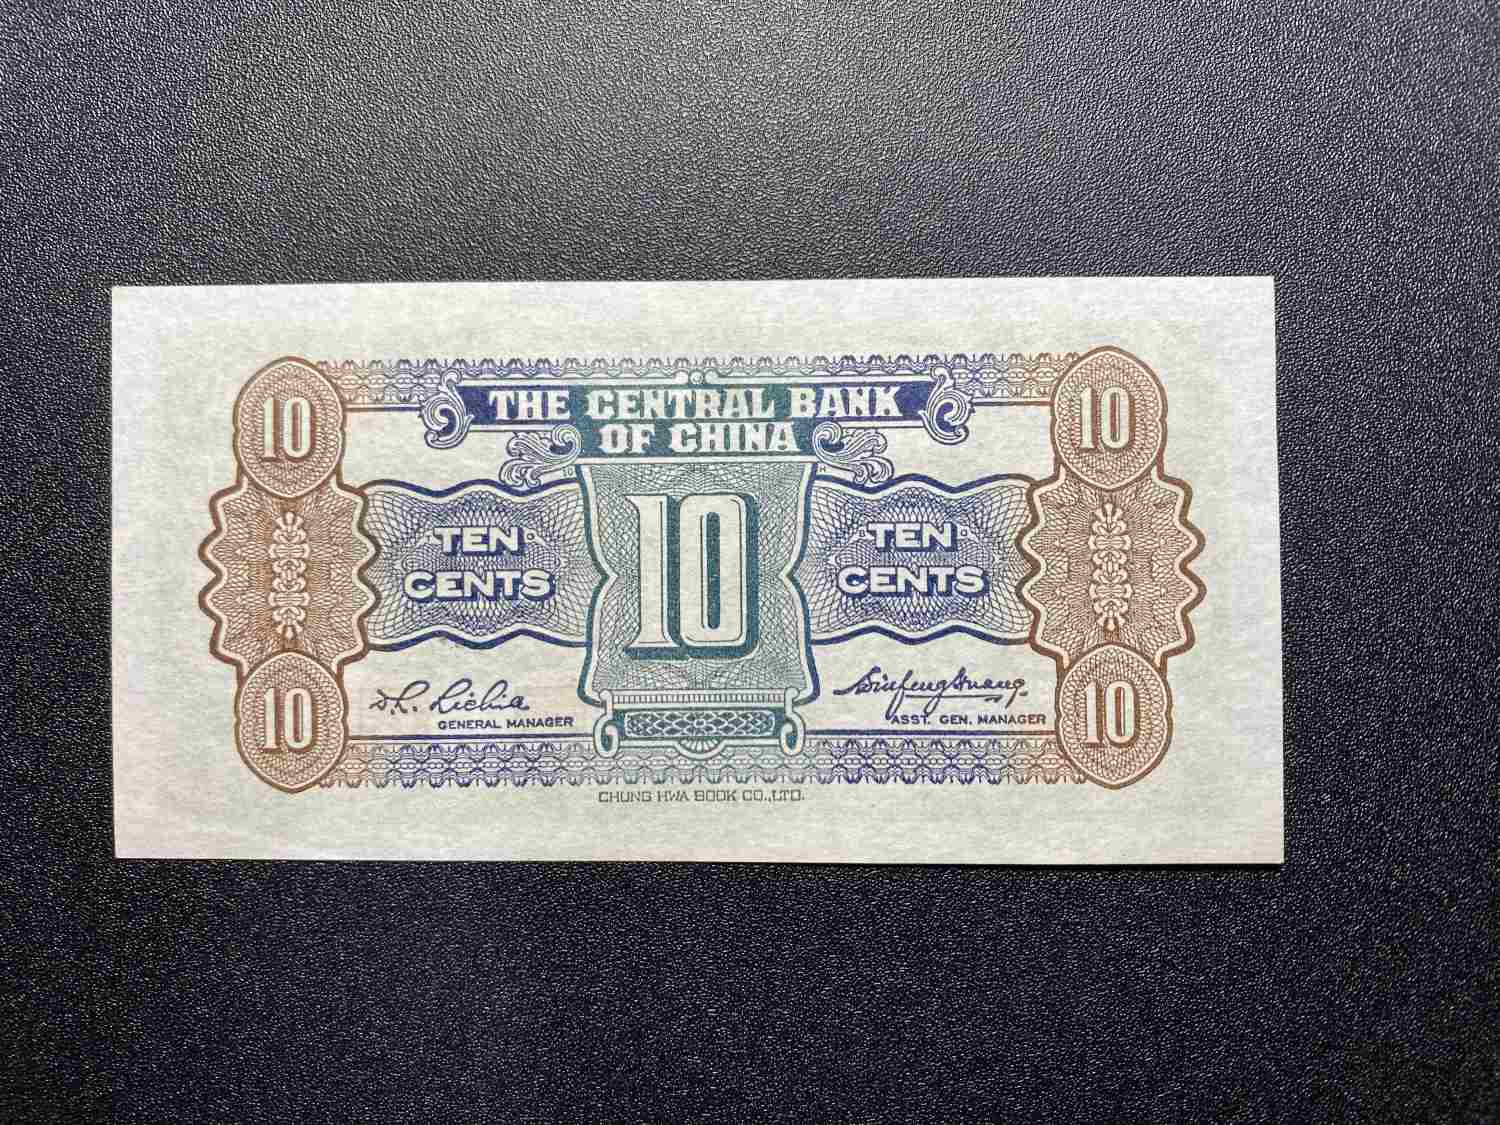 THE CENTRAL BANK
OF CHINA
10
10
10
TEN
CENTS
TEN
CENTS
GENERAL MANAGER
ASST. GEN. MANAGER
10
10
CHUNG HWA BOOK CO.,LTD.